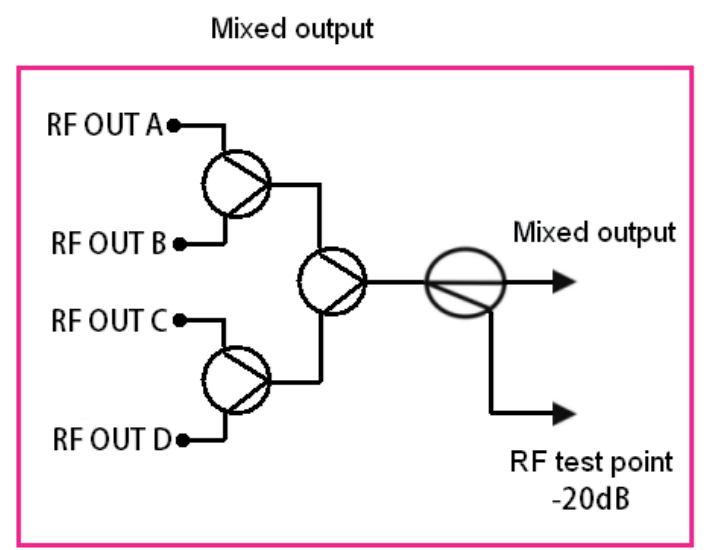 Mixed output
RF OUT A
RF OUT B
Mixed output
RF OUT C
RF OUT D
RF test point
-20dB